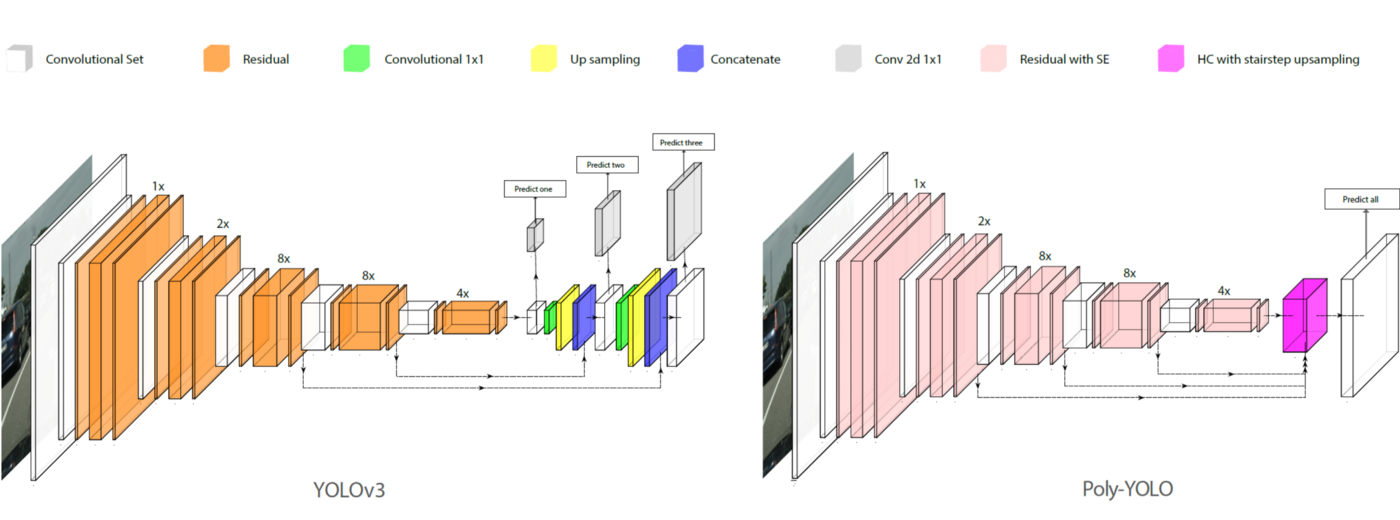 Convolutional Set
Residual
Convolutional 1x1
Up sampling
Concatenate
Conv 2d 1x1
Residual with SE
HC with stairstep upsampling
1x
2x
8x
8x
4x
Predict one
Predict two
Predict three
YOLOv3
1x
2x
8x
8x
4x
Predict all
Poly-YOLO